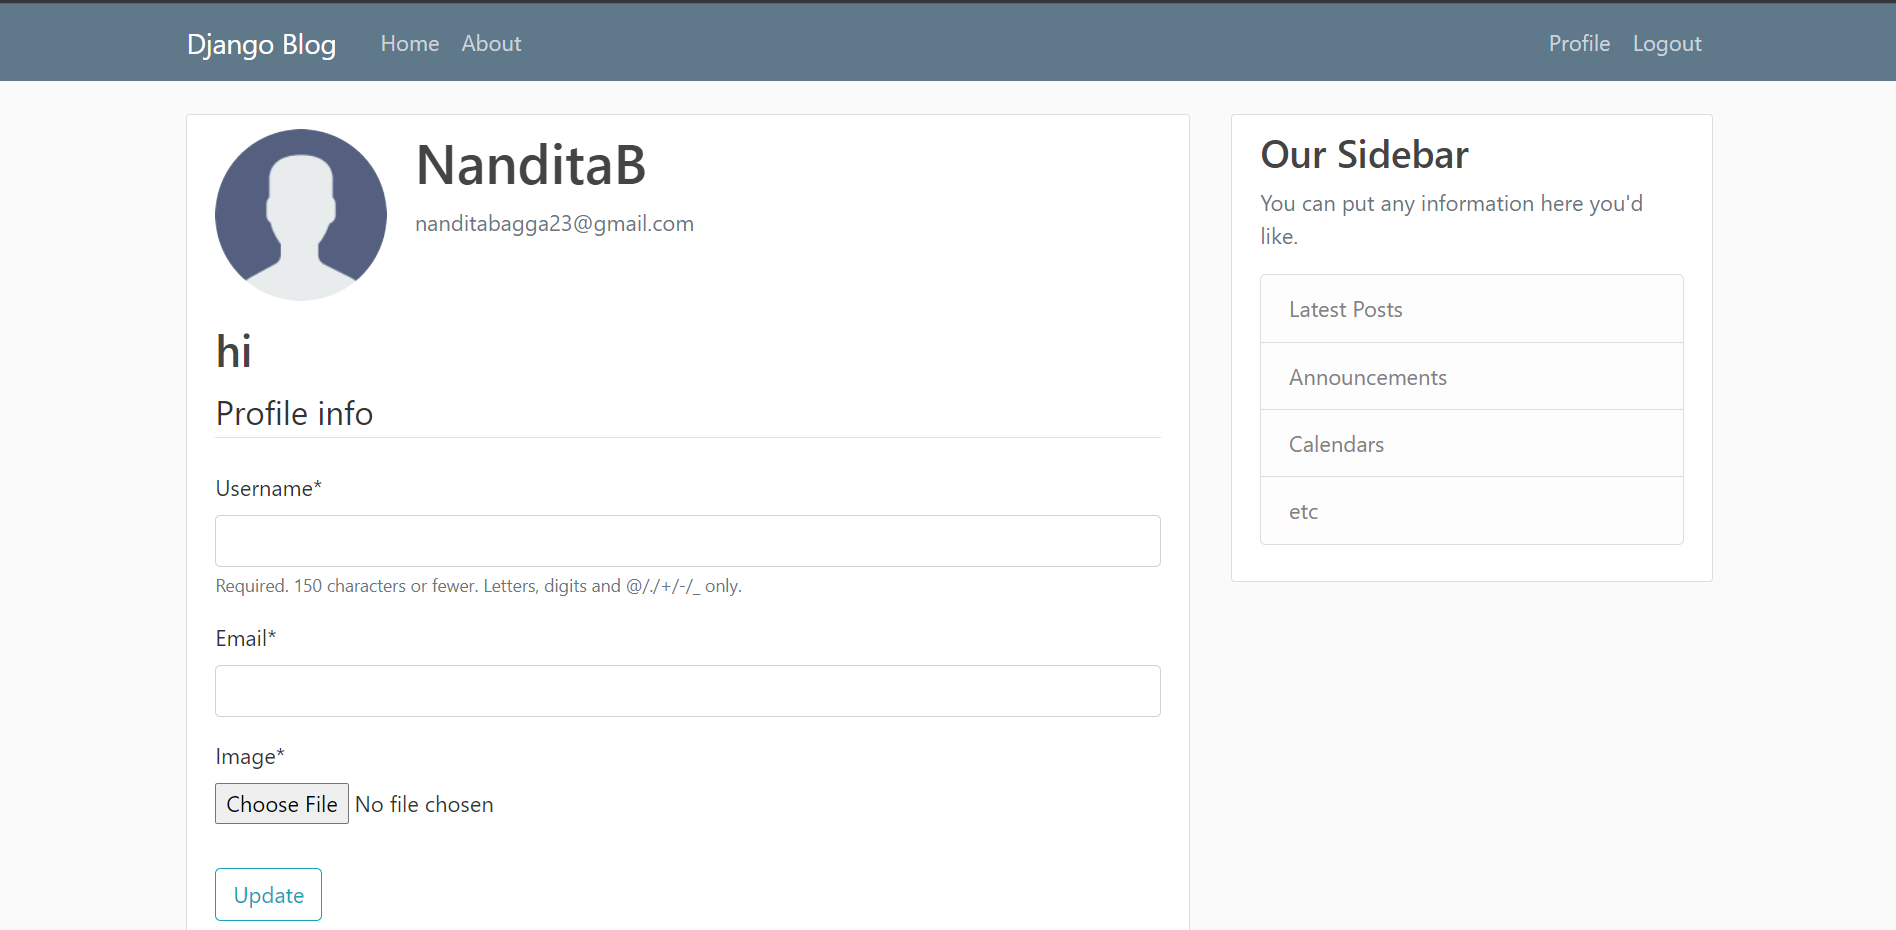 Django Blog Home About Profile Logout
NanditaB
nanditabagga23@gmail.com
hi
Profile info
Username*
Required. 150 characters or fewer. Letters, digits and @/./+/-/_ only.
Email*
Image*
Choose File No file chosen
Update
Our Sidebar
You can put any information here you'd
like.
Latest Posts
Announcements
Calendars
etc